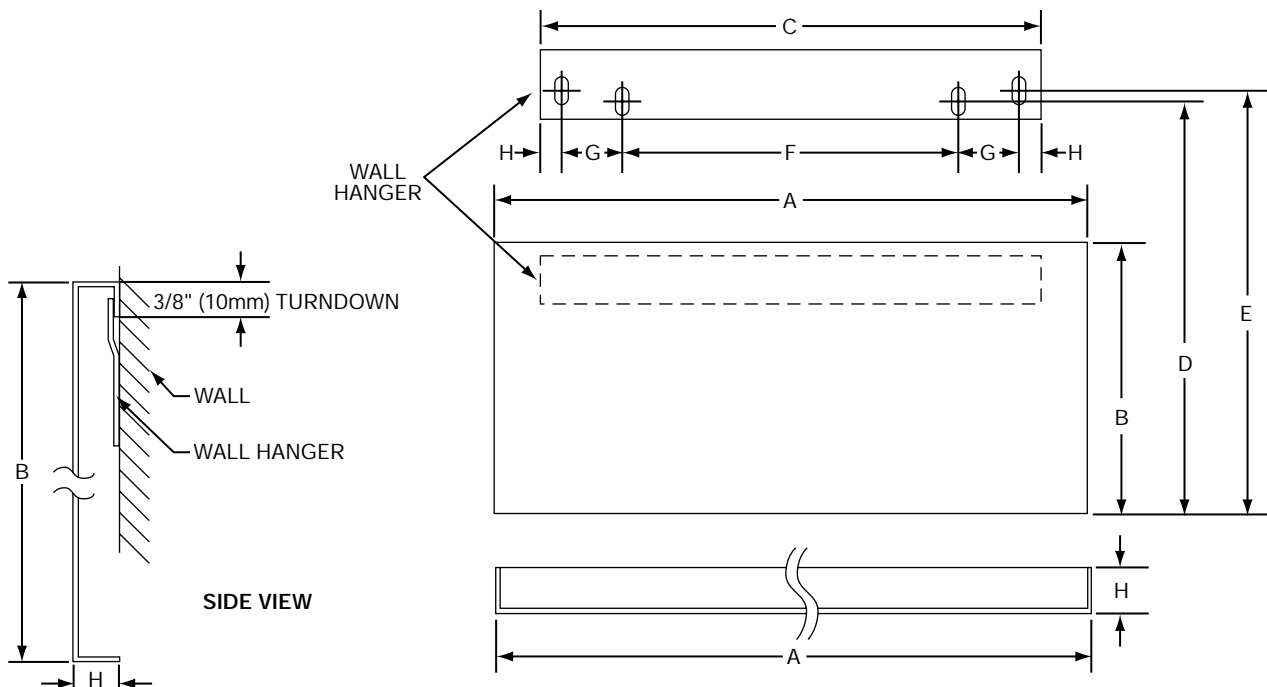 C
H
G
F
G
H
WALL
HANGER
A
3/8" (10mm) TURNDOWN
E
D
WALL
B
WALL HANGER
B
H
SIDE VIEW
A
H